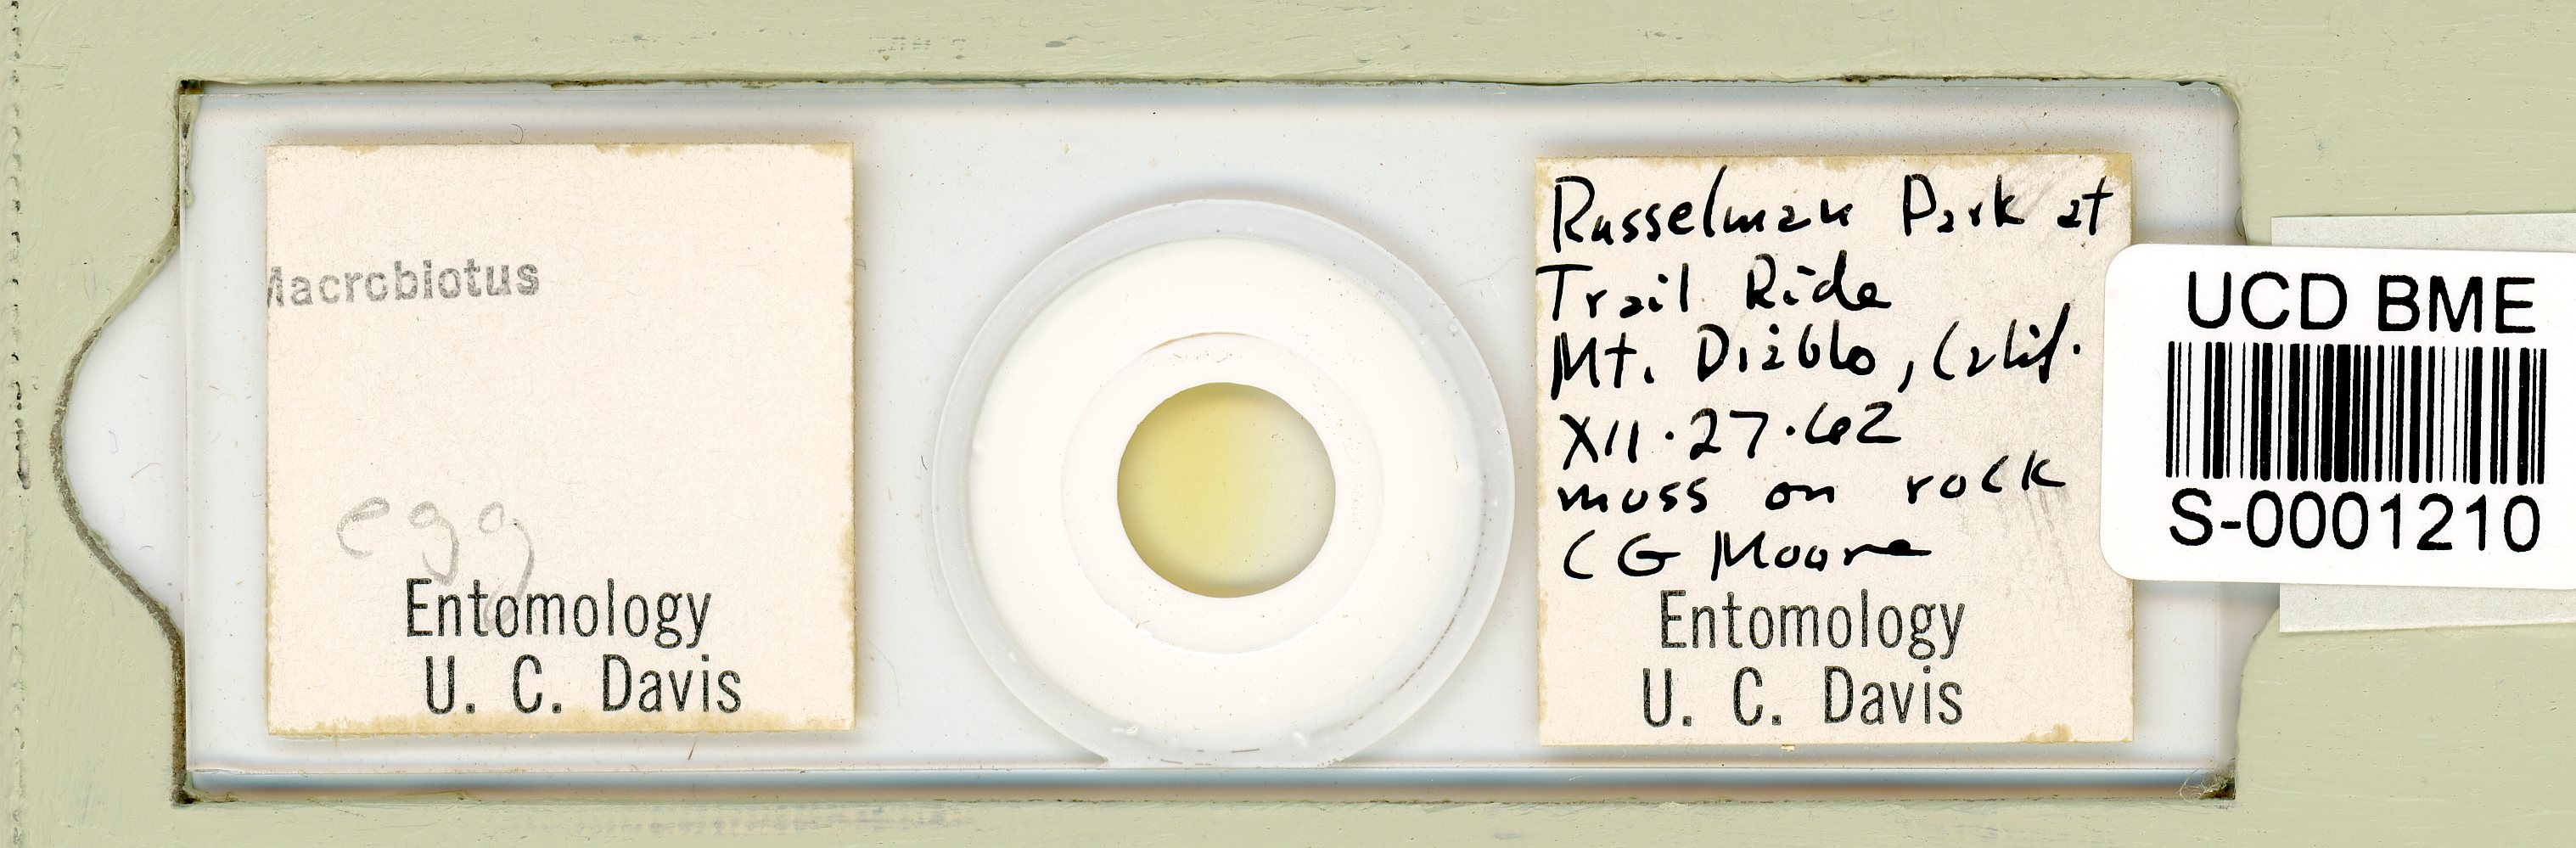 Macrobiotus
egg
Entomology
U. C. Davis
Russelman Park at
Trail Ride
Mt. Diablo, Calif.
XII.27.62
moss on rock
C G Moore
Entomology
U. C. Davis
UCD BME
S-0001210